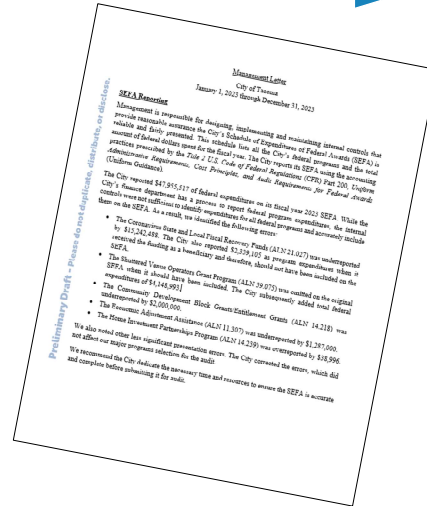 Management Letter
City of Tacoma
January 1, 2023 through December 31, 2023
SEFA Reporting
Management is responsible for designing, implementing and maintaining internal controls that
provide reasonable assurance the City's Schedule of Expenditures of Federal Awards (SEFA) is
reliable and fairly presented. This schedule lists all the City's federal programs and the total
amount of federal dollars spent for the fiscal year. The City reports its SEFA using the accounting
practices prescribed by the Title 2 U.S. Code of Federal Regulations (CFR) Part 200, Uniform
Administrative Requirements, Cost Principles, and Audit Requirements for Federal Awards
(Uniform Guidance).
The City reported $47,955,517 of federal expenditures on its fiscal year 2023 SEFA. While the
City's finance department has a process to report federal program expenditures, the internal
controls were not sufficient to identify expenditures for all federal programs and accurately include
them on the SEFA. As a result, we identified the following errors:
• The Coronavirus State and Local Fiscal Recovery Funds (ALN 21.027) was underreported
by $15,242,488. The City also reported $2,339,105 as program expenditures when it
received the funding as a beneficiary and therefore, should not have been included on the
SEFA.
• The Shuttered Venue Operators Grant Program (ALN 59.075) was omitted on the original
SEFA when it should have been included. The City subsequently added total federal
expenditures of $4,148,991.
• The Community Development Block Grants/Entitlement Grants (ALN 14.218) was
underreported by $2,000,000.
• The Economic Adjustment Assistance (ALN 11.307) was underreported by $1,287,000.
• The Home Investment Partnerships Program (ALN 14.239) was overreported by $38,996.
We also noted other less significant presentation errors. The City corrected the errors, which did
not affect our major programs selection for the audit.
We recommend the City dedicate the necessary time and resources to ensure the SEFA is accurate
and complete before submitting it for audit.
Preliminary Draft - Please do not duplicate, distribute, or disclose.